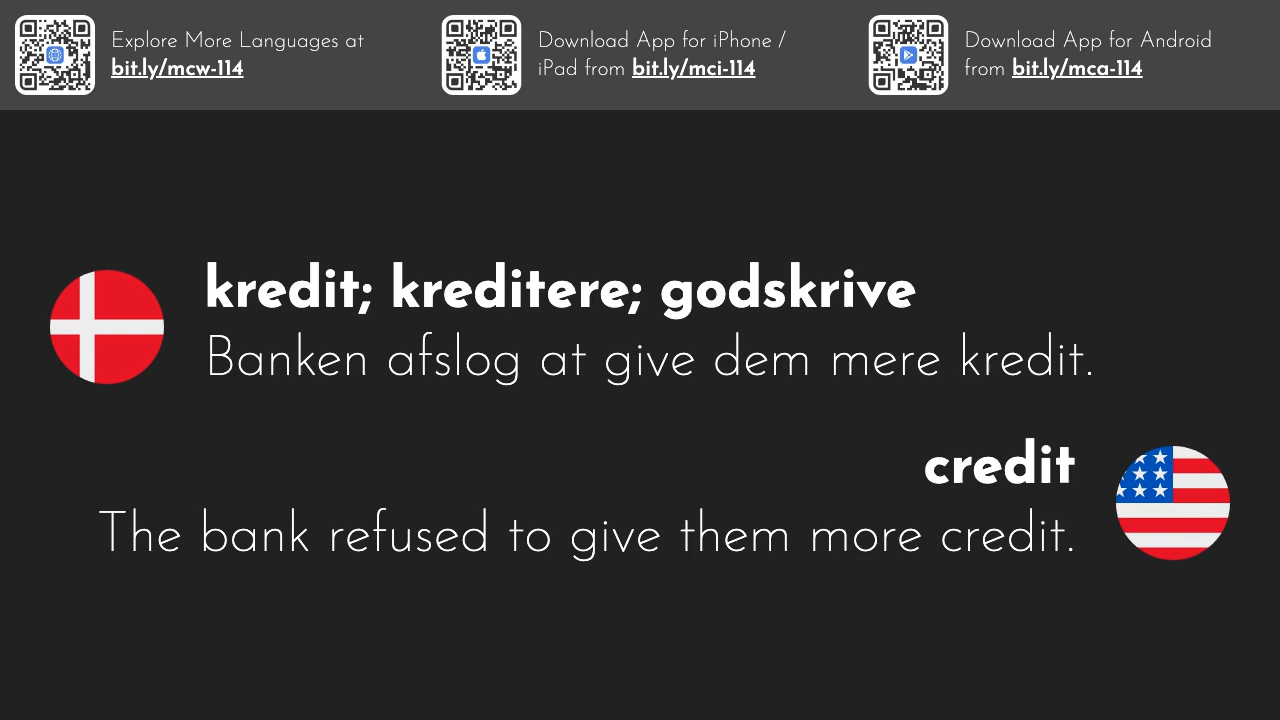 Explore More Languages at
bit.ly/mcw-114
Download App for iPhone /
iPad from bit.ly/mci-114
Download App for Android
from bit.ly/mca-114
kredit; kreditere; godskrive
Banken afslog at give dem mere kredit.
credit
The bank refused to give them more credit.